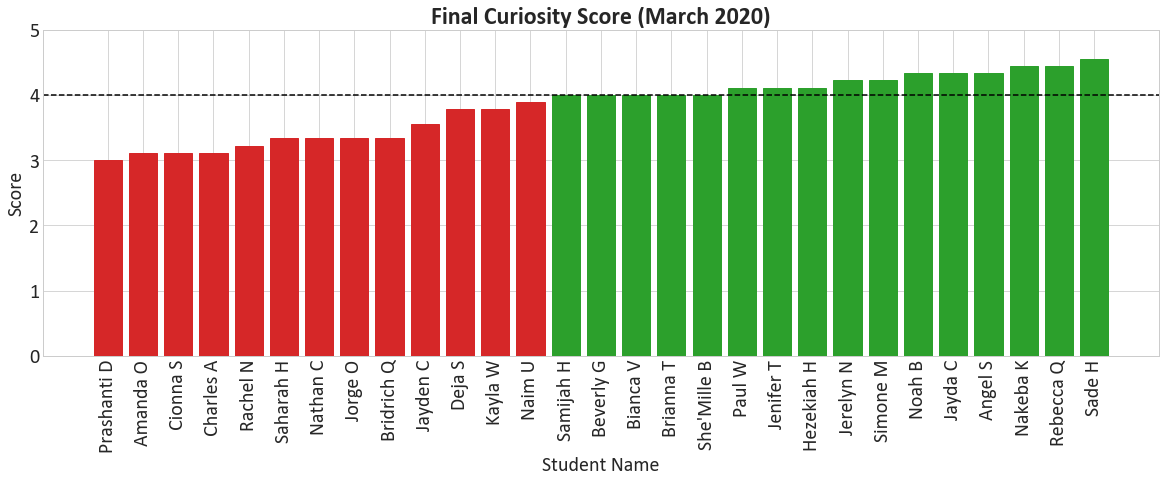 Final Curiosity Score (March 2020)
5
4
3
2
1
0
Score
Prashanti D
Amanda O
Cionna S
Charles A
Rachel N
Saharah H
Nathan C
Jorge O
Bridrich Q
Jayden C
Deja S
Kayla W
Naim U
Samijah H
Beverly G
Bianca V
Brianna T
She'Mille B
Paul W
Jenifer T
Hezekiah H
Jerelyn N
Simone M
Noah B
Jayda C
Angel S
Nakeba K
Rebecca Q
Sade H
Student Name